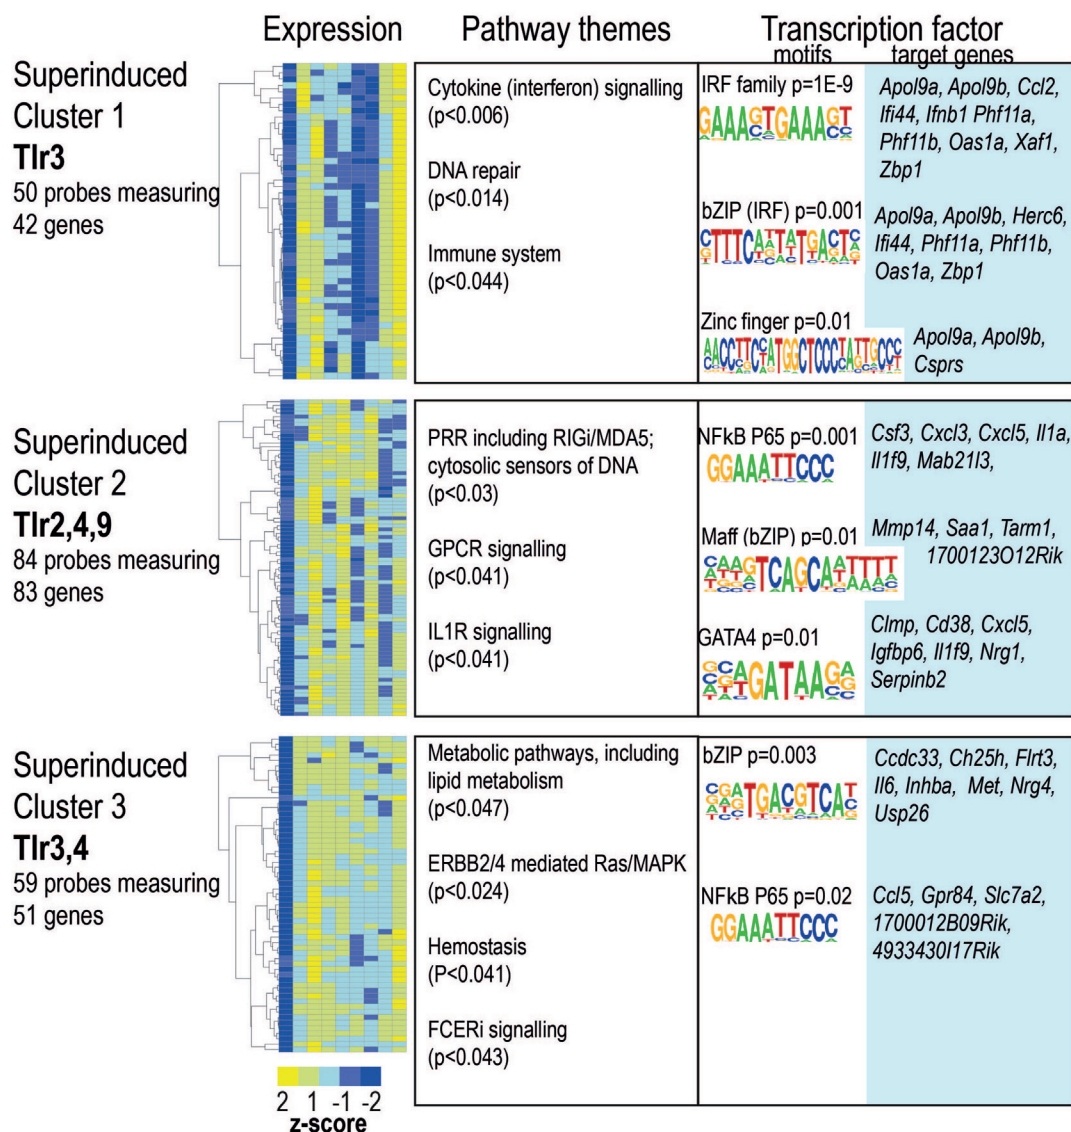 Expression
Pathway themes
Transcription factor
motifs
target genes
Superinduced
Cluster 1
Tlr3
50 probes measuring
42 genes
Cytokine (interferon) signalling
(p<0.006)
DNA repair
(p<0.014)
Immune system
(p<0.044)
IRF family p=1E-9
GAAAGTGAAAGT
Apol9a, Apol9b, Ccl2,
Ifi44, Ifnb1 Phf11a,
Phf11b, Oas1a, Xaf1,
Zbp1
bZIP (IRF) p=0.001
Apol9a, Apol9b, Herc6,
Ifi44, Phf11a, Phf11b,
Oas1a, Zbp1
Zinc finger p=0.01
Apol9a, Apol9b,
Csprs
Superinduced
Cluster 2
Tlr2,4,9
84 probes measuring
83 genes
PRR including RIGi/MDA5;
cytosolic sensors of DNA
(p<0.03)
GPCR signalling
(p<0.041)
IL1R signalling
(p<0.041)
NFkB P65 p=0.001
GGAAATTCCC
Csf3, Cxcl3, Cxcl5, Il1a,
Il1f9, Mab21l3,
Maff (bZIP) p=0.01
Mmp14, Saa1, Tarm1,
1700123O12Rik
GATA4 p=0.01
Clmp, Cd38, Cxcl5,
Igfbp6, Il1f9, Nrg1,
Serpinb2
Superinduced
Cluster 3
Tlr3,4
59 probes measuring
51 genes
Metabolic pathways, including
lipid metabolism
(p<0.047)
ERBB2/4 mediated Ras/MAPK
(p<0.024)
Hemostasis
(P<0.041)
FCERi signalling
(p<0.043)
bZIP p=0.003
Ccdc33, Ch25h, Flrt3,
Il6, Inhba, Met, Nrg4,
Usp26
NFkB P65 p=0.02
GGAAATTCCC
Ccl5, Gpr84, Slc7a2,
1700012B09Rik,
4933430I17Rik
2 1 -1 -2
z-score